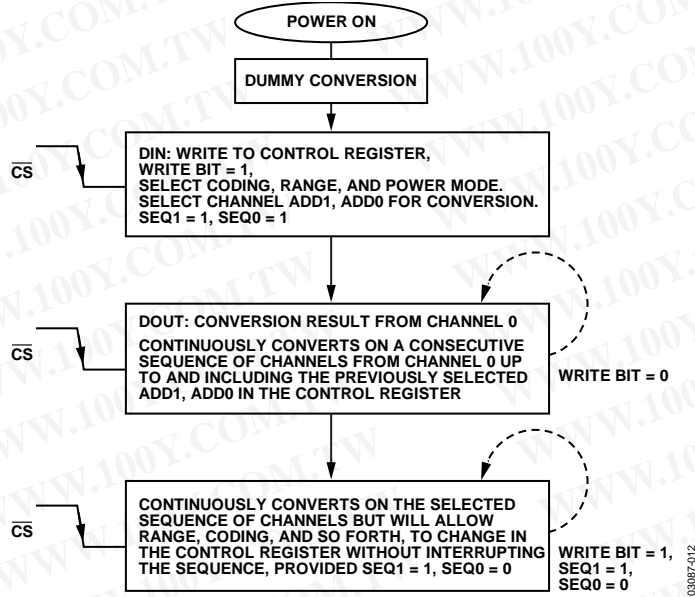 POWER ON
DUMMY CONVERSION
CS
DIN: WRITE TO CONTROL REGISTER,
WRITE BIT = 1,
SELECT CODING, RANGE, AND POWER MODE.
SELECT CHANNEL ADD1, ADD0 FOR CONVERSION.
SEQ1 = 1, SEQ0 = 1
CS
DOUT: CONVERSION RESULT FROM CHANNEL 0
CONTINUOUSLY CONVERTS ON A CONSECUTIVE
SEQUENCE OF CHANNELS FROM CHANNEL 0 UP
TO AND INCLUDING THE PREVIOUSLY SELECTED
ADD1, ADD0 IN THE CONTROL REGISTER
WRITE BIT = 0
CS
CONTINUOUSLY CONVERTS ON THE SELECTED
SEQUENCE OF CHANNELS BUT WILL ALLOW
RANGE, CODING, AND SO FORTH, TO CHANGE IN
THE CONTROL REGISTER WITHOUT INTERRUPTING
THE SEQUENCE, PROVIDED SEQ1 = 1, SEQ0 = 0
WRITE BIT = 1,
SEQ1 = 1,
SEQ0 = 0
03087-012
WWW.100Y.COM.TW